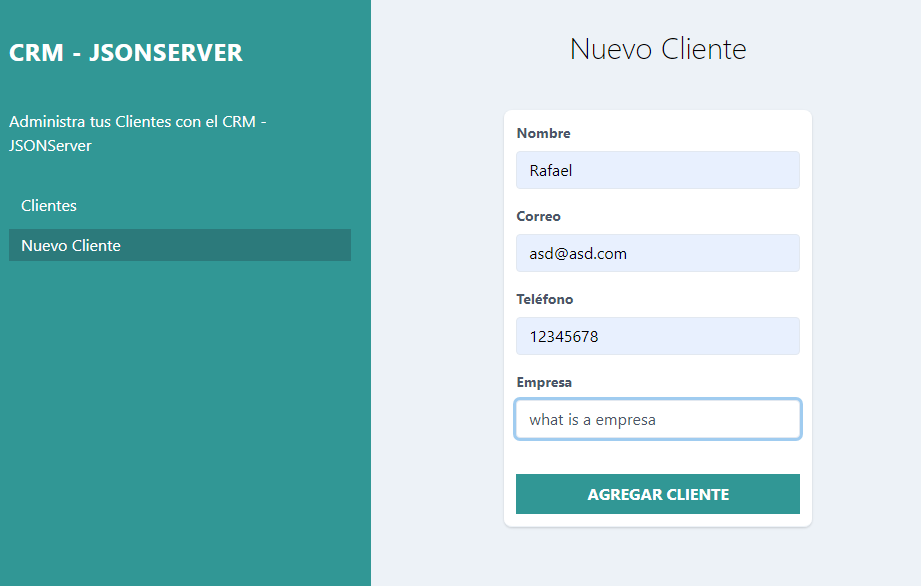 CRM - JSONSERVER
Administra tus Clientes con el CRM -
JSONServer
Clientes
Nuevo Cliente
Nuevo Cliente
Nombre
Rafael
Correo
asd@asd.com
Teléfono
12345678
Empresa
what is a empresa
AGREGAR CLIENTE